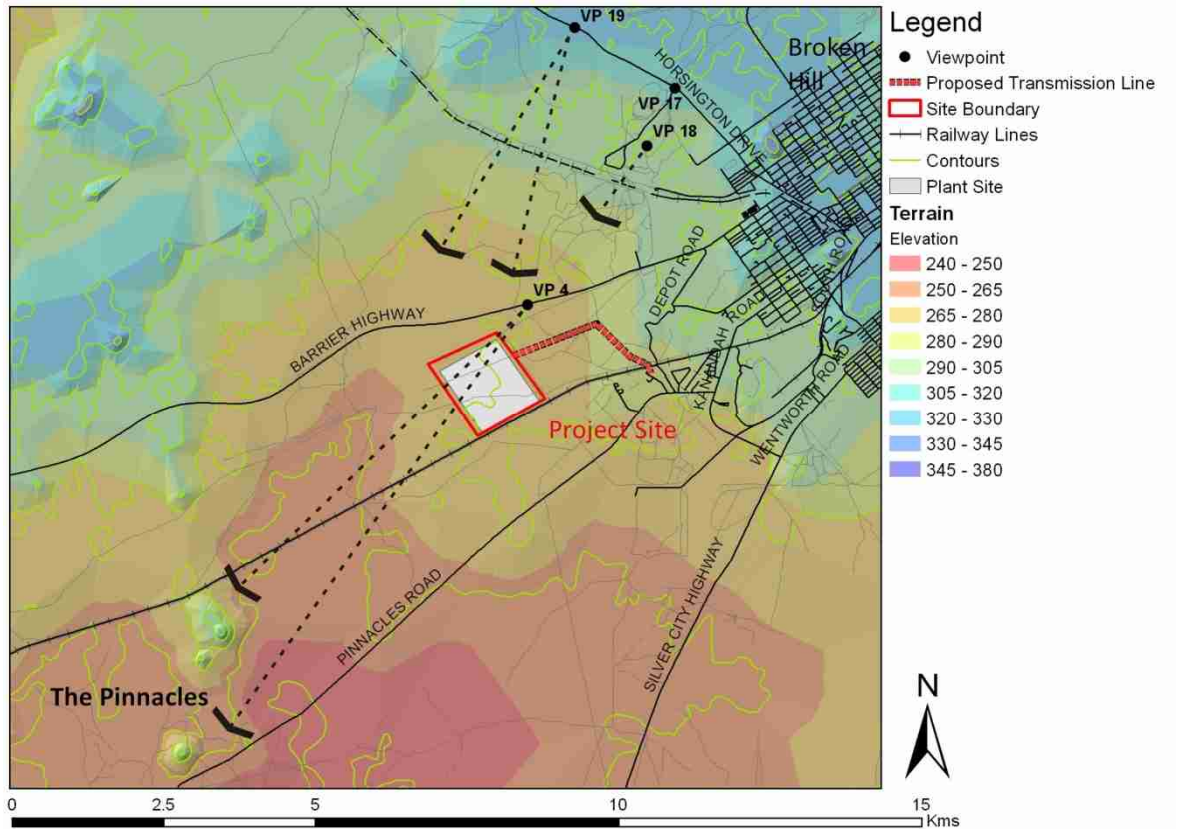 VP 19
Broken
Hill
HORSINGTON DRIVE
VP 17
VP 18
DEPOT ROAD
VP 4
BARRIER HIGHWAY
KANANDAH ROAD
WENTWORTH ROAD
Project Site
PINNACLES ROAD
SILVER CITY HIGHWAY
The Pinnacles
Legend
Viewpoint
Proposed Transmission Line
Site Boundary
Railway Lines
Contours
Plant Site
Terrain
Elevation
240 - 250
250 - 265
265 - 280
280 - 290
290 - 305
305 - 320
320 - 330
330 - 345
345 - 380
N
0 2.5 5 10 15
Kms